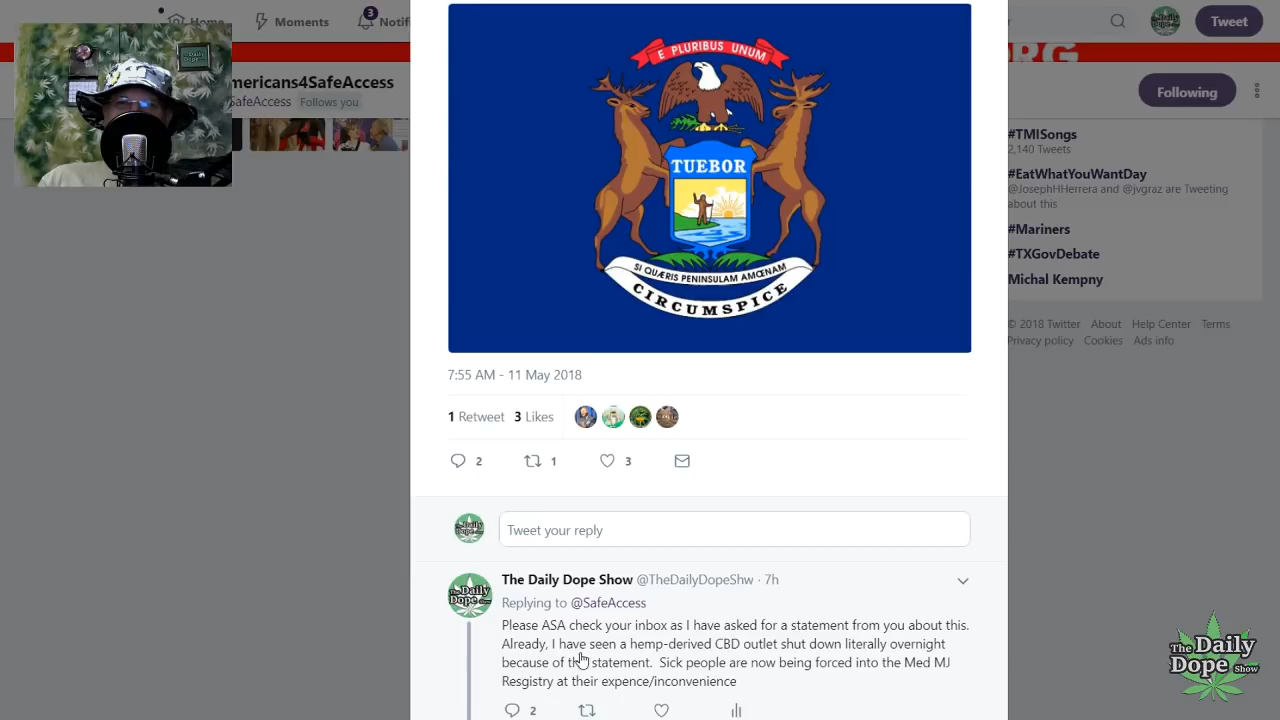 Home
Moments
3
Notif
Tweet
mericans4SafeAccess
SafeAccess Follows you
Following
E PLURIBUS UNUM
TUEBOR
SI QUÆRIS PENINSULAM AMŒNAM
CIRCUMSPICE
7:55 AM - 11 May 2018
1 Retweet 3 Likes
2 1 3
Tweet your reply
The Daily Dope Show @TheDailyDopeShw · 7h
Replying to @SafeAccess
Please ASA check your inbox as I have asked for a statement from you about this.
Already, I have seen a hemp-derived CBD outlet shut down literally overnight
because of statement. Sick people are now being forced into the Med MJ
Resgistry at their expence/inconvenience
2
#TMISongs
2,140 Tweets
#EatWhatYouWantDay
@JosephHHerrera and @jvgraz are Tweeting
about this
#Mariners
#TXGovDebate
Michal Kempny
© 2018 Twitter About Help Center Terms
Privacy policy Cookies Ads info
The Daily
Dope Show